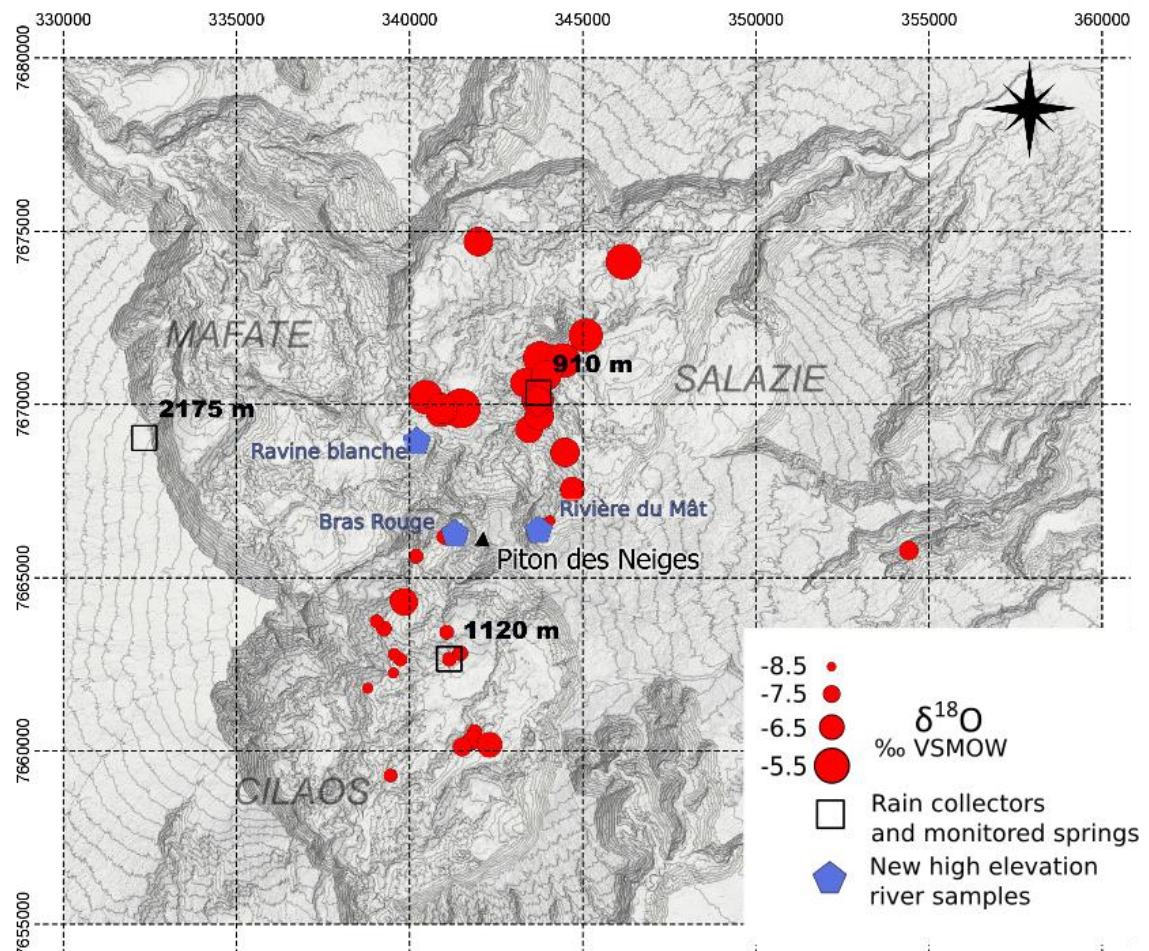 330000
335000
340000
345000
350000
355000
360000
7680000
7675000
7670000
7665000
7660000
7655000
MAFATE
910 m
SALAZIE
2175 m
Ravine blanche
Rivière du Mât
Bras Rouge
Piton des Neiges
1120 m
CILAOS
-8.5
-7.5
-6.5
-5.5
δ18O
‰ VSMOW
Rain collectors
and monitored springs
New high elevation
river samples